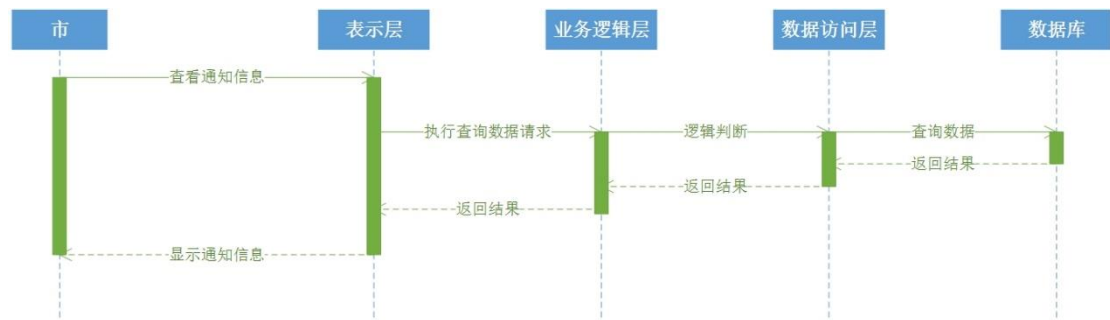 市
表示层
业务逻辑层
数据访问层
数据库
查看通知信息
执行查询数据请求
逻辑判断
查询数据
返回结果
返回结果
返回结果
显示通知信息